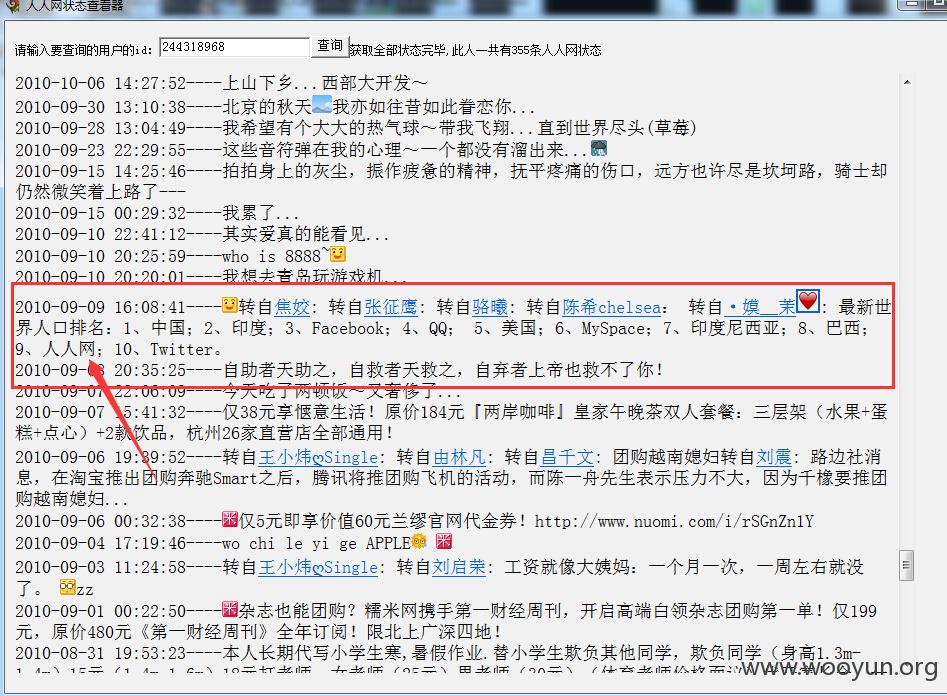 人人网状态查看器
请输入要查询的用户的id: 244318968 查询 获取全部状态完毕,此人一共有355条人人网状态
2010-10-06 14:27:52----上山下乡...西部大开发～
2010-09-30 13:10:38----北京的秋天我亦如往昔如此眷恋你...
2010-09-28 13:04:49----我希望有个大大的热气球～带我飞翔...直到世界尽头(草莓)
2010-09-23 22:29:55----这些音符弹在我的心理～一个都没有溜出来...
2010-09-15 14:25:46----拍拍身上的灰尘，振作疲惫的精神，抚平疼痛的伤口，远方也许尽是坎坷路，骑士却
仍然微笑着上路了---
2010-09-15 00:29:32----我累了...
2010-09-10 22:41:12----其实爱真的能看见...
2010-09-10 20:25:59----who is 8888~
2010-09-10 20:20:01----我想去青岛玩游戏机...
2010-09-09 16:08:41----转自焦姣: 转自张征鹰: 转自骆曦: 转自陈希chelsea: 转自·嫫__茉: 最新世
界人口排名: 1、中国; 2、印度; 3、Facebook; 4、QQ; 5、美国; 6、MySpace; 7、印度尼西亚; 8、巴西;
9、人人网; 10、Twitter。
2010-09-08 20:35:25----自助者天助之，自救者天救之，自弃者上帝也救不了你！
2010-09-07 22:06:09----今天吃了两顿饭～又奢侈了...
2010-09-07 15:41:32----仅38元享惬意生活！原价184元『两岸咖啡』皇家午晚茶双人套餐: 三层架（水果+蛋
糕+点心）+2款饮品，杭州26家直营店全部通用！
2010-09-06 19:39:52----转自王小炜ღSingle: 转自由林凡: 转自昌千文: 团购越南媳妇转自刘震: 路边社消
息，在淘宝推出团购奔驰Smart之后，腾讯将推团购飞机的活动，而陈一舟先生表示压力不大，因为千橡要推团
购越南媳妇...
2010-09-06 00:32:38----仅5元即享价值60元兰缪官网代金券！http://www.nuomi.com/i/rSGnZn1Y
2010-09-04 17:19:46----wo chi le yi ge APPLE
2010-09-03 11:24:58----转自王小炜ღSingle: 转自刘启荣: 工资就像大姨妈: 一个月一次，一周左右就没
了。 zz
2010-09-01 00:22:50----杂志也能团购？糯米网携手第一财经周刊，开启高端白领杂志团购第一单！仅199
元，原价480元《第一财经周刊》全年订阅！限北上广深四地！
2010-08-31 19:53:23----本人长期代写小学生寒,暑假作业.替小学生欺负其他同学，欺负同学（身高1.3m-
1.4m）15元（1.4m-1.6m）18元
www.wooyun.org